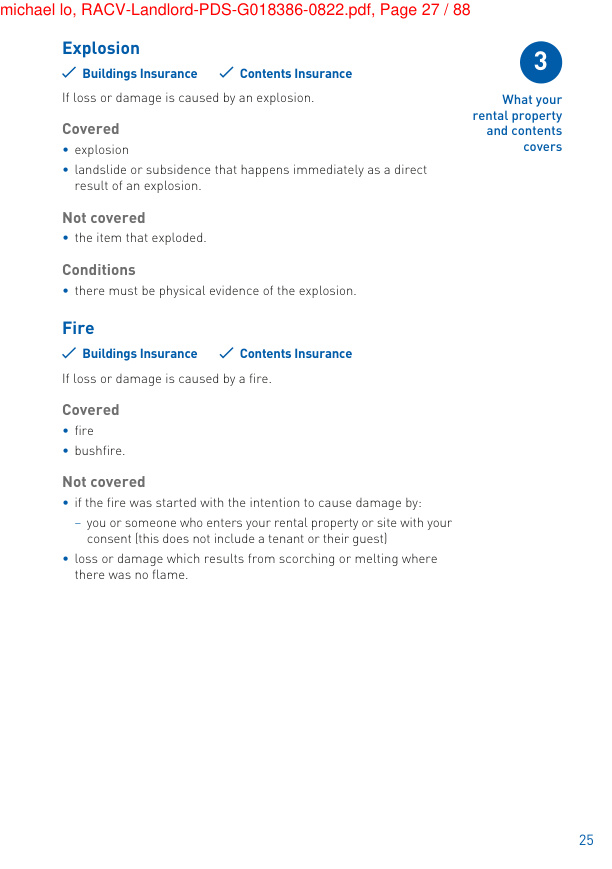 michael lo, RACV-Landlord-PDS-G018386-0822.pdf, Page 27 / 88
Explosion
Buildings Insurance Contents Insurance
If loss or damage is caused by an explosion.
Covered
• explosion
• landslide or subsidence that happens immediately as a direct
result of an explosion.
Not covered
• the item that exploded.
Conditions
• there must be physical evidence of the explosion.
Fire
Buildings Insurance Contents Insurance
If loss or damage is caused by a fire.
Covered
• fire
• bushfire.
Not covered
• if the fire was started with the intention to cause damage by:
– you or someone who enters your rental property or site with your
consent (this does not include a tenant or their guest)
• loss or damage which results from scorching or melting where
there was no flame.
3
What your
rental property
and contents
covers
25